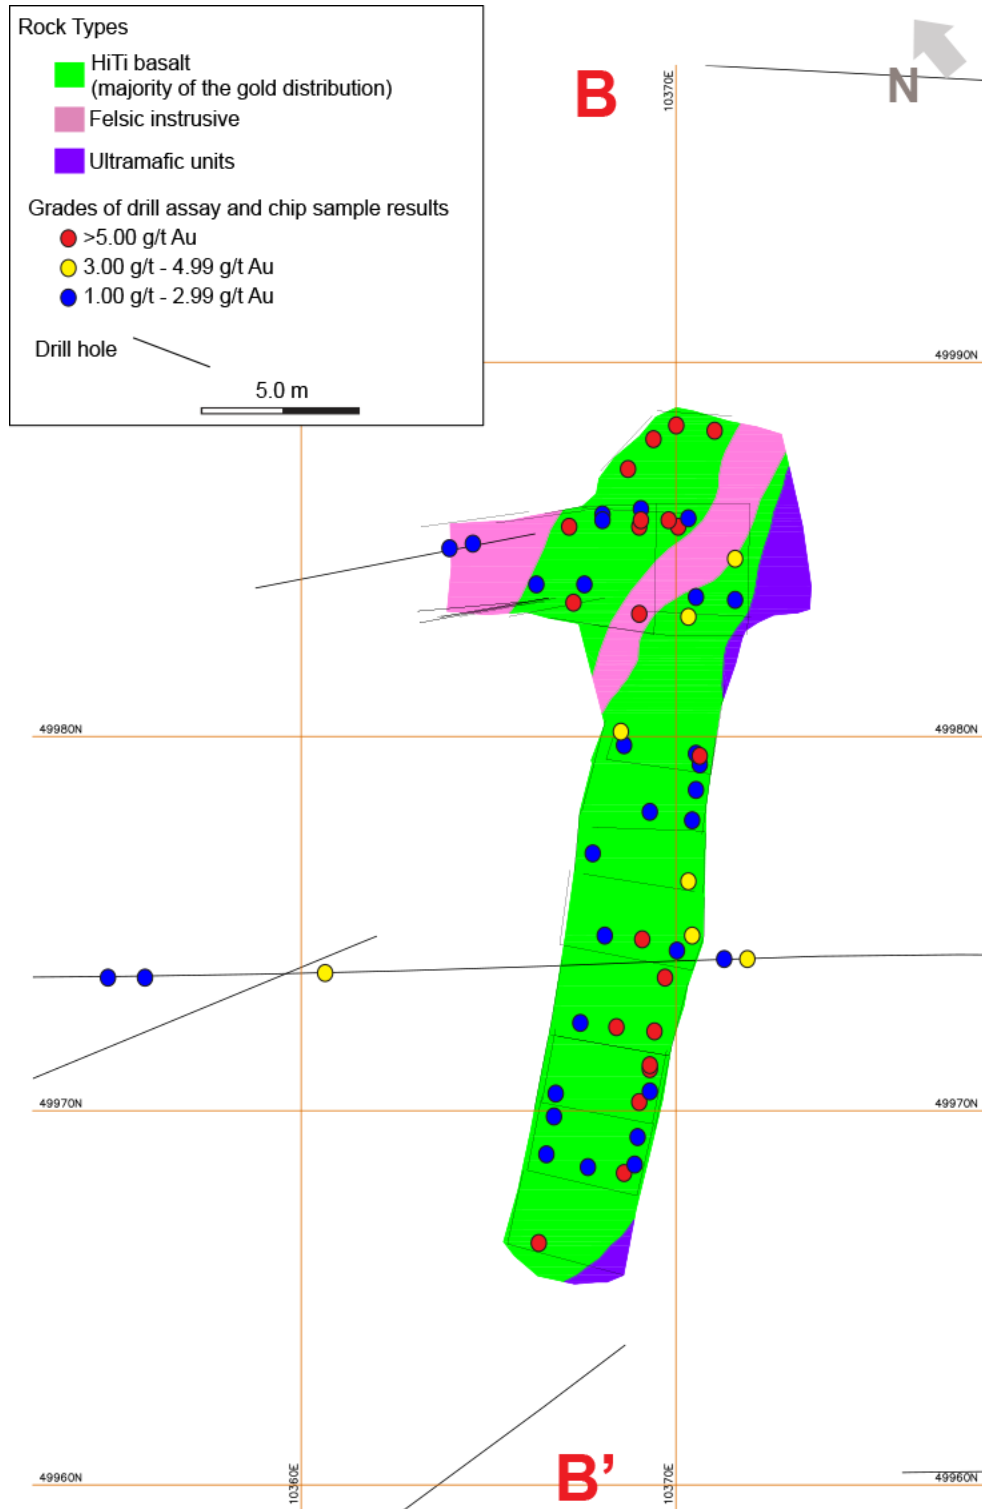 Rock Types
HiTi basalt
(majority of the gold distribution)
Felsic instrusive
Ultramafic units
Grades of drill assay and chip sample results
>5.00 g/t Au
3.00 g/t - 4.99 g/t Au
1.00 g/t - 2.99 g/t Au
Drill hole
5.0 m
B
10370E
N
49990N
49980N
49980N
49970N
49970N
49960N
10360E
B’
10370E
49960N